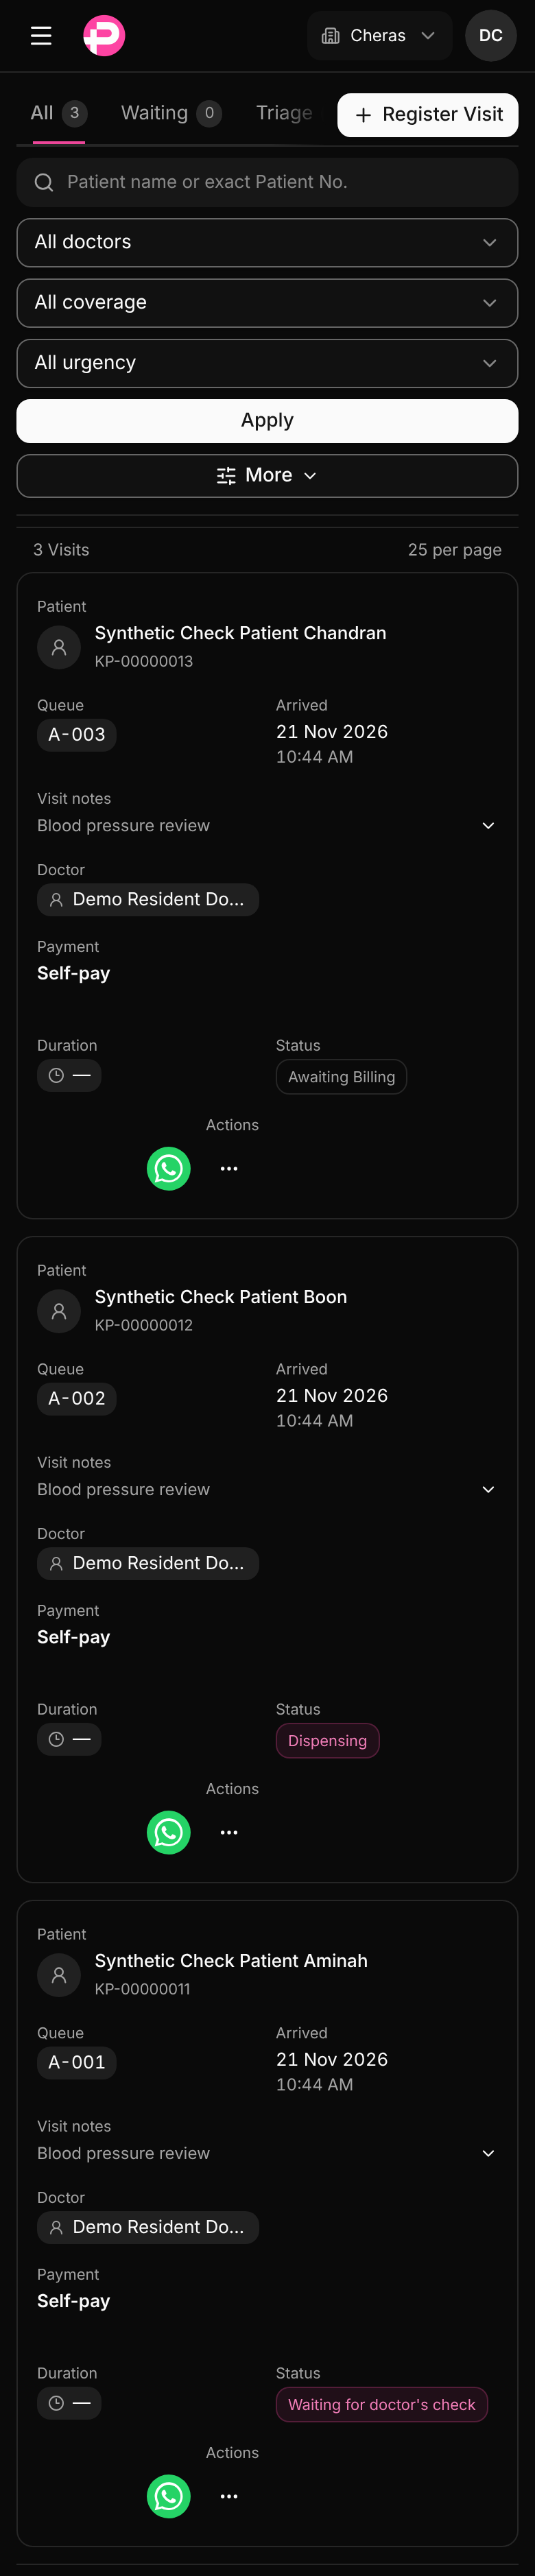 Cheras
DC
All 3
Waiting 0
Triage
+ Register Visit
Patient name or exact Patient No.
All doctors
All coverage
All urgency
Apply
More
3 Visits
25 per page
Patient
Synthetic Check Patient Chandran
KP-00000013
Queue
Arrived
A-003
21 Nov 2026
10:44 AM
Visit notes
Blood pressure review
Doctor
Demo Resident Do...
Payment
Self-pay
Duration
Status
—
Awaiting Billing
Actions
Patient
Synthetic Check Patient Boon
KP-00000012
Queue
Arrived
A-002
21 Nov 2026
10:44 AM
Visit notes
Blood pressure review
Doctor
Demo Resident Do...
Payment
Self-pay
Duration
Status
—
Dispensing
Actions
Patient
Synthetic Check Patient Aminah
KP-00000011
Queue
Arrived
A-001
21 Nov 2026
10:44 AM
Visit notes
Blood pressure review
Doctor
Demo Resident Do...
Payment
Self-pay
Duration
Status
—
Waiting for doctor's check
Actions